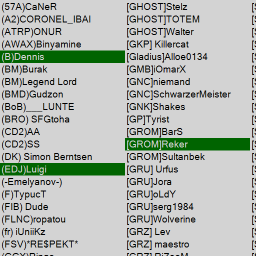 (57A)CaNeR
(A2)CORONEL_IBAI
(ATRP)ONUR
(AWAX)Binyamine
(B)Dennis
(BM)Burak
(BM)Legend Lord
(BMD)Gudzon
(BoB)___LUNTE
(BRO) SFGtoha
(CD2)AA
(CD2)SS
(DK) Simon Berntsen
(EDJ)Luigi
(-Emelyanov-)
(F)TypucT
(FIB) Dude
(FLNC)ropatou
(fr) iUniiKz
(FSV)*RE$PEKT*
[GHOST]Stelz
[GHOST]TOTEM
[GHOST]Walter
[GKP] Killercat
[Gladius]Alloe0134
[GMB]iOmarX
[GNC]niemand
[GNC]SchwarzerMeister
[GNK]Shakes
[GP]Tyrist
[GROM]BarS
[GROM]Reker
[GROM]Sultanbek
[GRU] Urfus
[GRU]Jora
[GRU]oLdY
[GRU]serg1984
[GRU]Wolverine
[GRZ] Lev
[GRZ] maestro